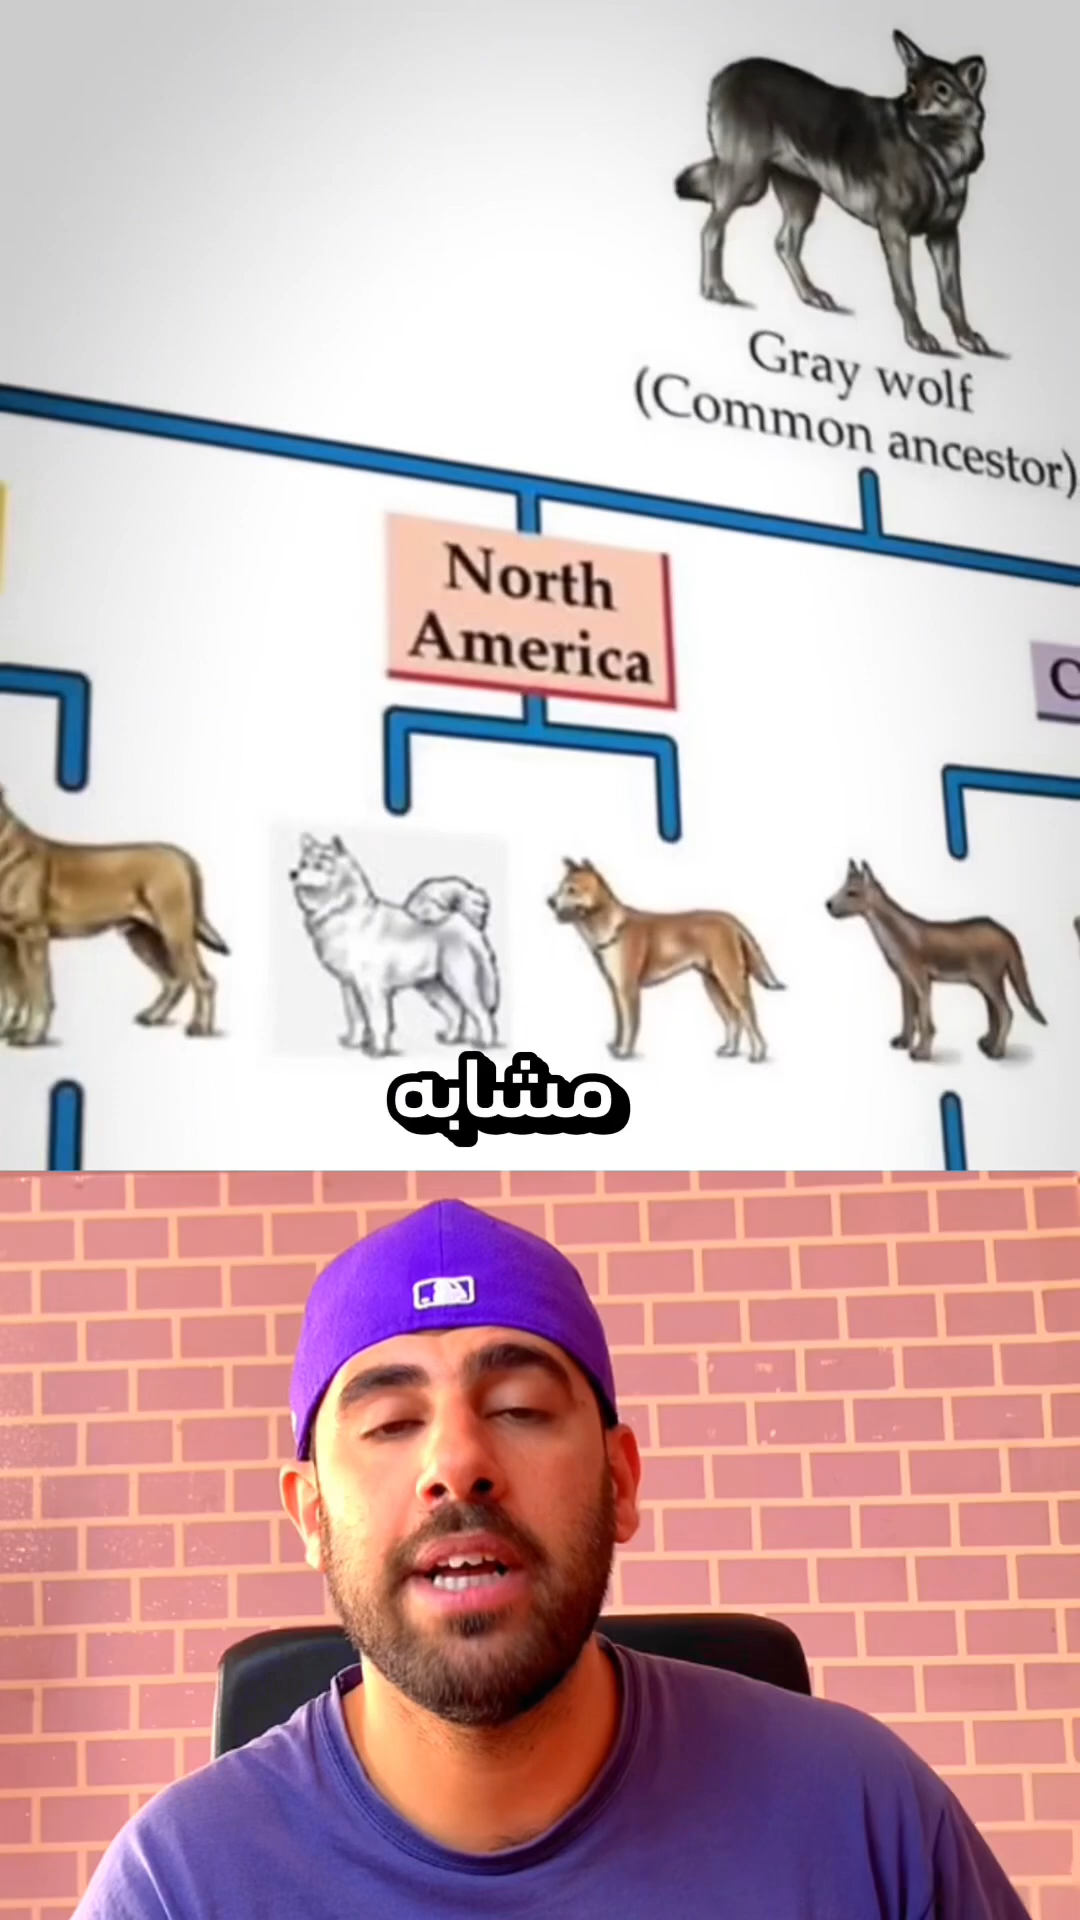 Gray wolf
(Common ancestor)
North
America
C
مشابه